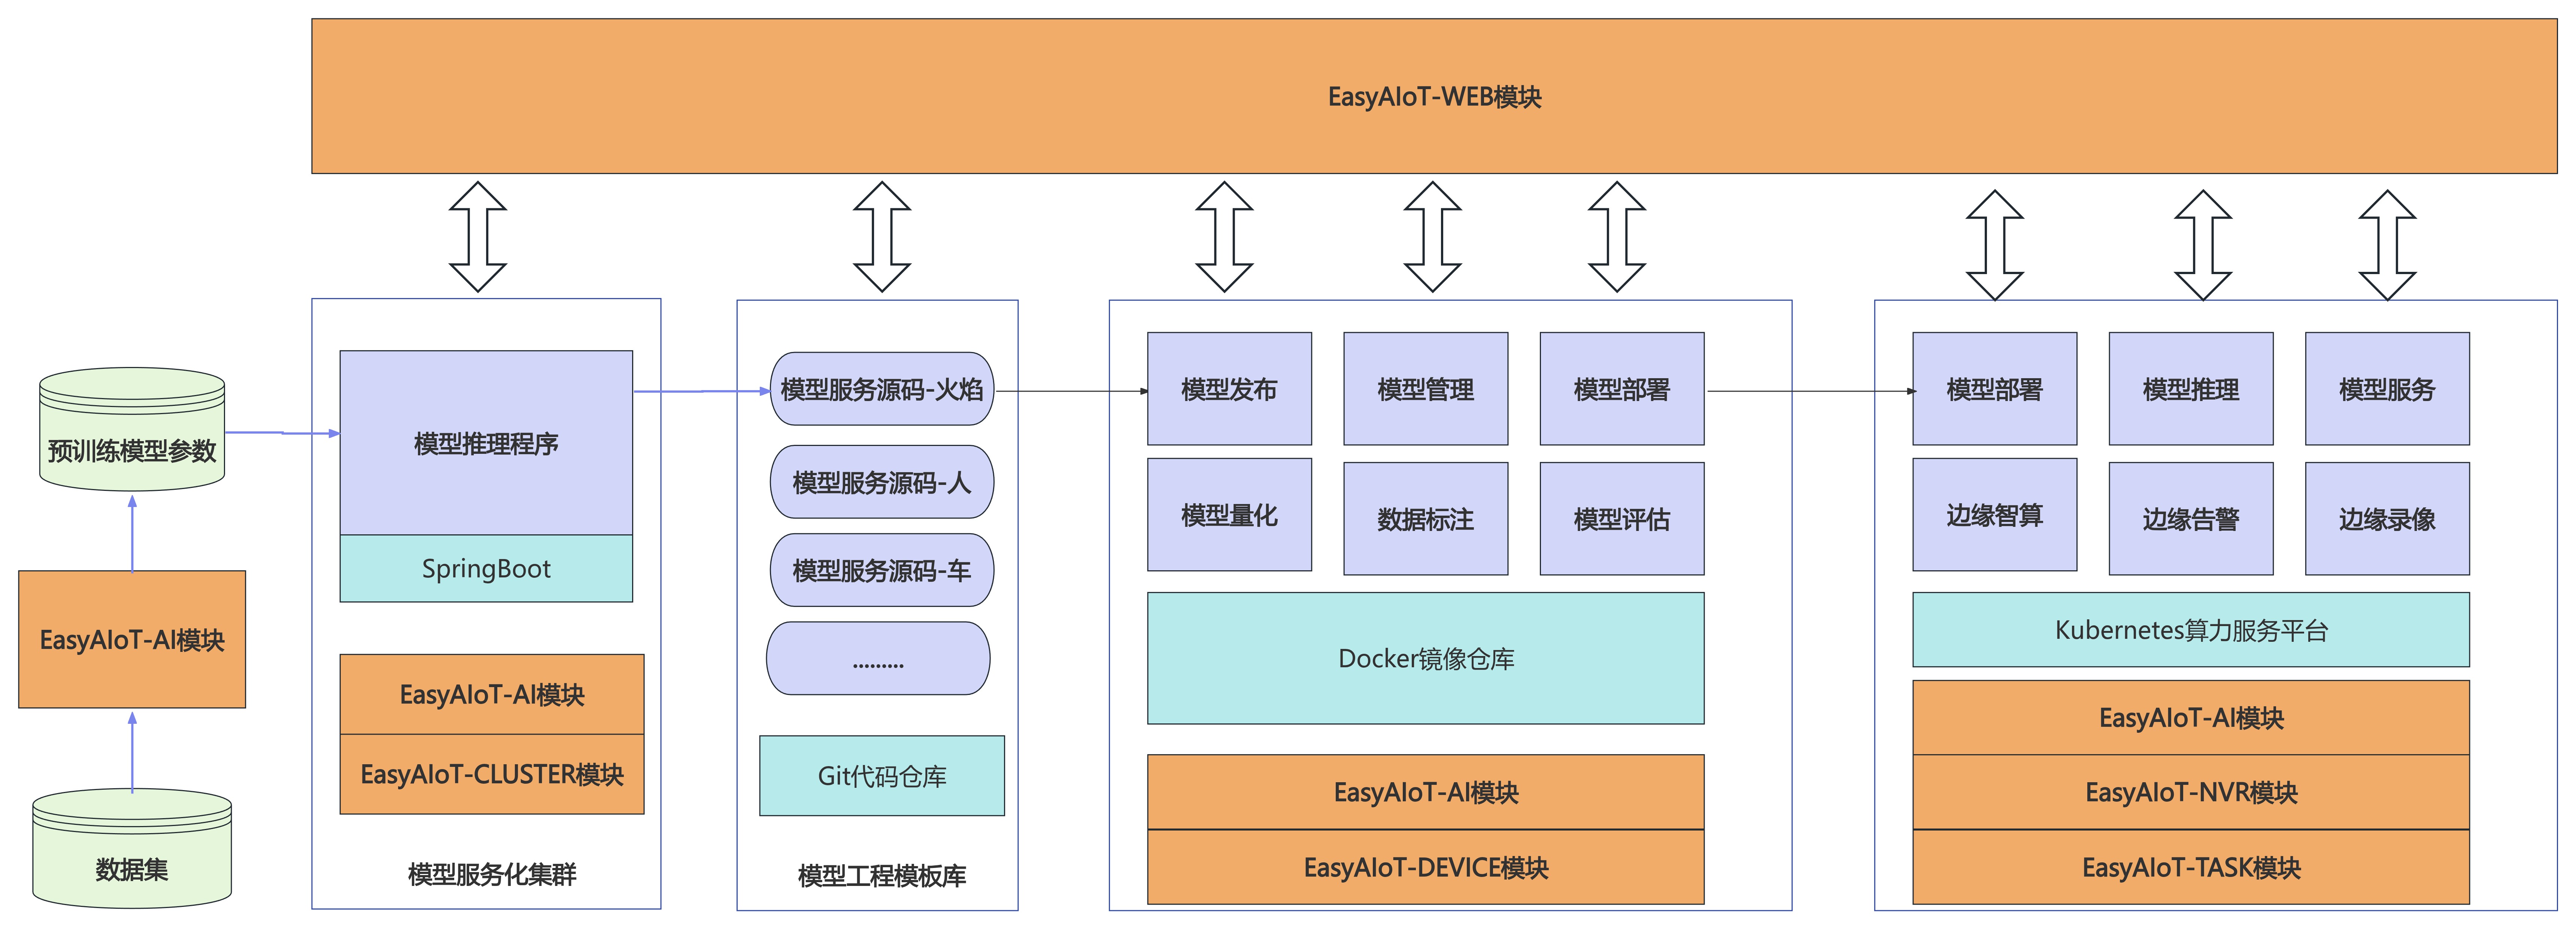 EasyAIoT-WEB模块
预训练模型参数
EasyAIoT-AI模块
数据集
模型推理程序
SpringBoot
EasyAIoT-AI模块
EasyAIoT-CLUSTER模块
模型服务化集群
模型服务源码-火焰
模型服务源码-人
模型服务源码-车
.........
Git代码仓库
模型工程模板库
模型发布
模型管理
模型部署
模型量化
数据标注
模型评估
Docker镜像仓库
EasyAIoT-AI模块
EasyAIoT-DEVICE模块
模型部署
模型推理
模型服务
边缘智算
边缘告警
边缘录像
Kubernetes算力服务平台
EasyAIoT-AI模块
EasyAIoT-NVR模块
EasyAIoT-TASK模块